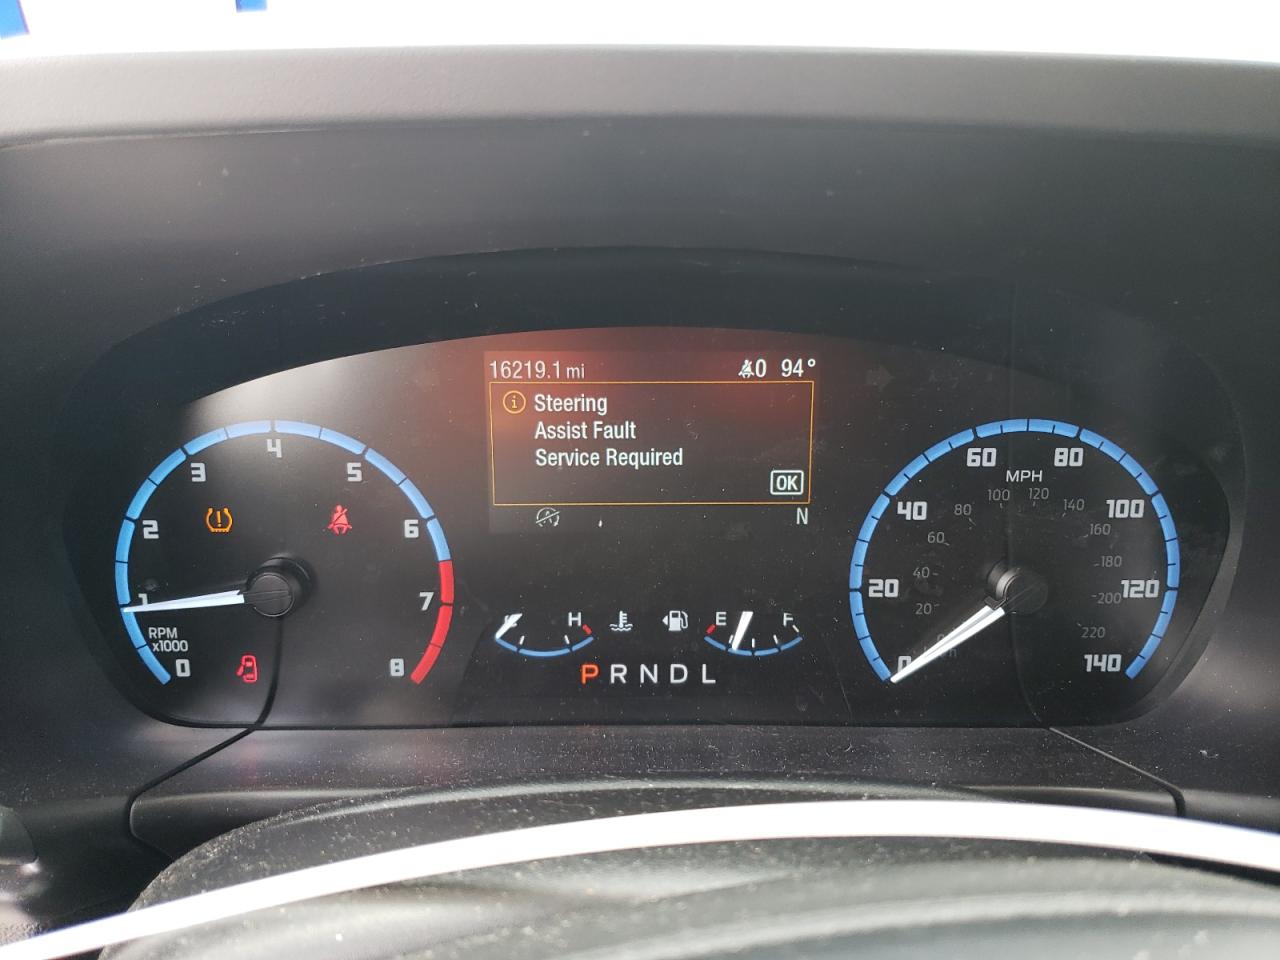 16219.1 mi
0 94°
i Steering
Assist Fault
Service Required
OK
A
N
0
1
2
3
4
5
6
7
8
RPM
x1000
H
E
F
P R N D L
MPH
0
20
40
60
80
100
120
140
20
40
60
80
100
120
140
160
180
200
220